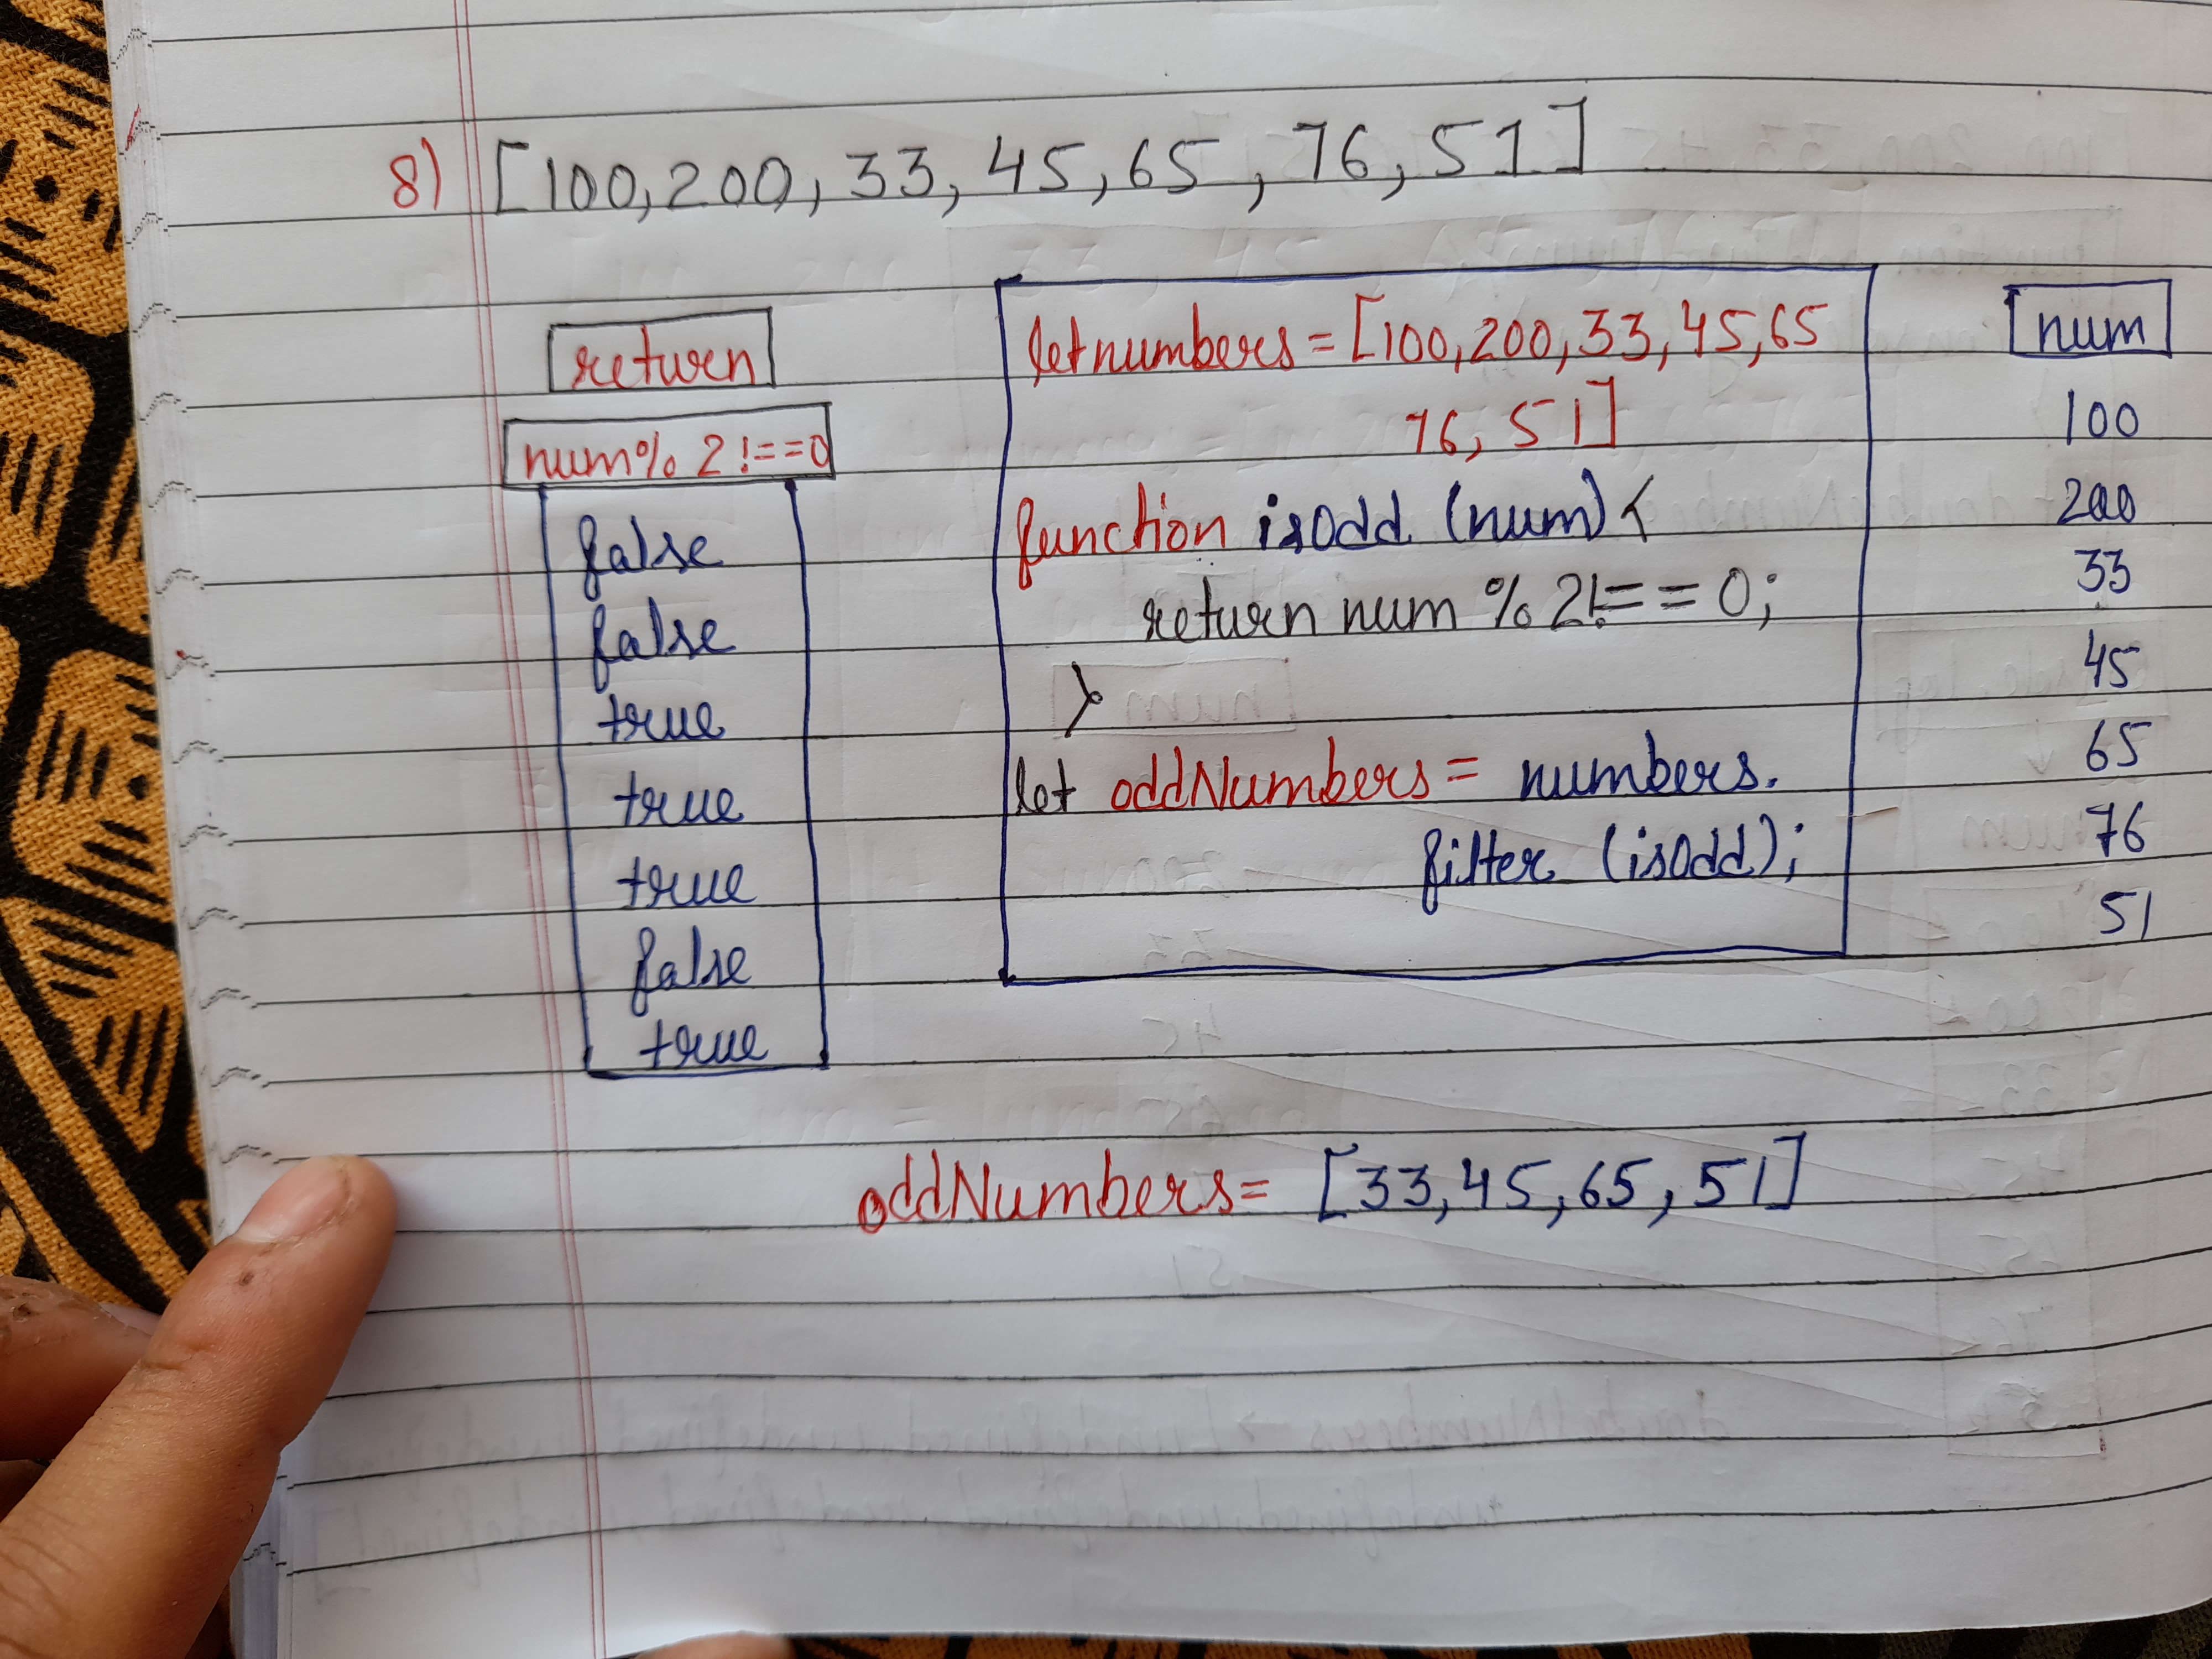 8) [100,200,33,45,65,76,51]
return
num% 2!==0
false
false
true
true
true
false
true
let numbers=[100,200,33,45,65
76,51]
function isodd (num) {
return num % 2!== 0;
}
let oddNumbers= numbers.
filter (isodd);
num
100
200
33
45
65
76
51
oddNumbers= [33,45,65,51]